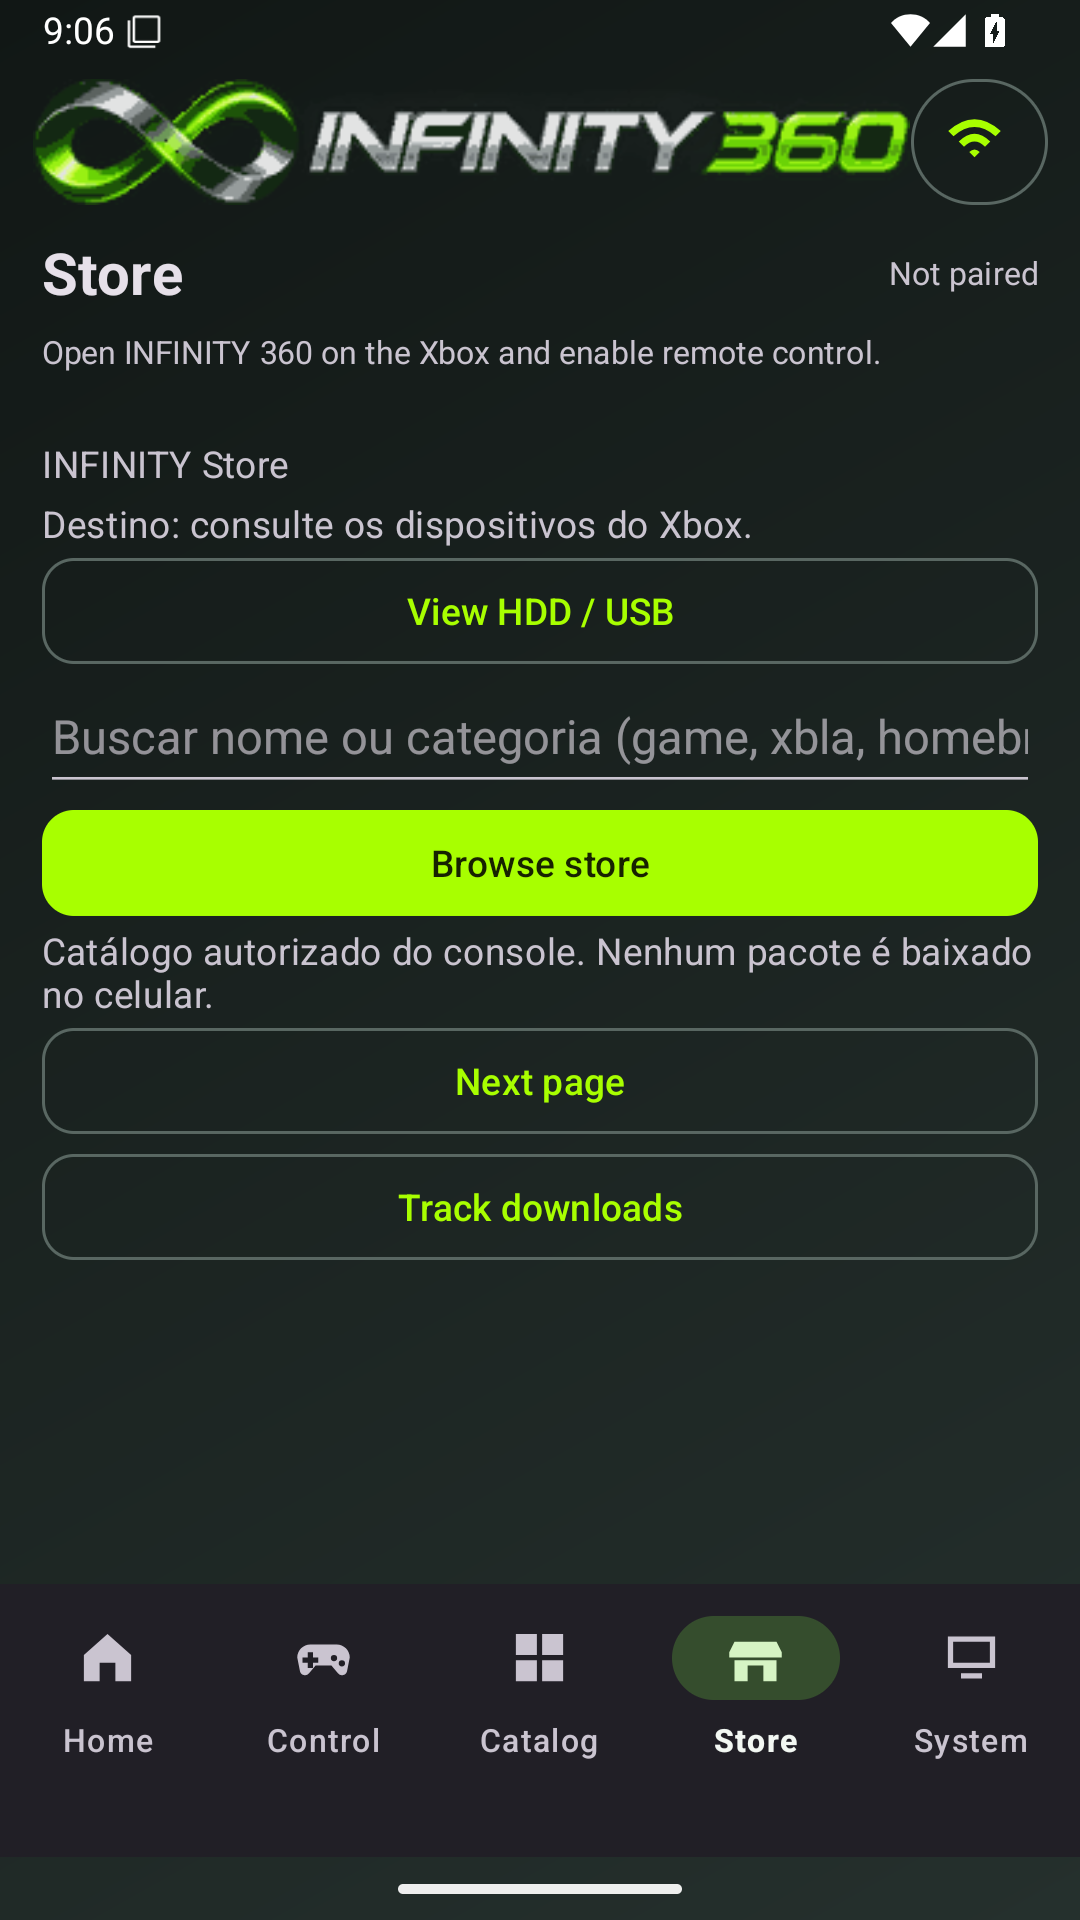 9:06
INFINITY 360
Store
Not paired
Open INFINITY 360 on the Xbox and enable remote control.
INFINITY Store
Destino: consulte os dispositivos do Xbox.
View HDD / USB
Buscar nome ou categoria (game, xbla, homebr
Browse store
Catálogo autorizado do console. Nenhum pacote é baixado
no celular.
Next page
Track downloads
Home
Control
Catalog
Store
System